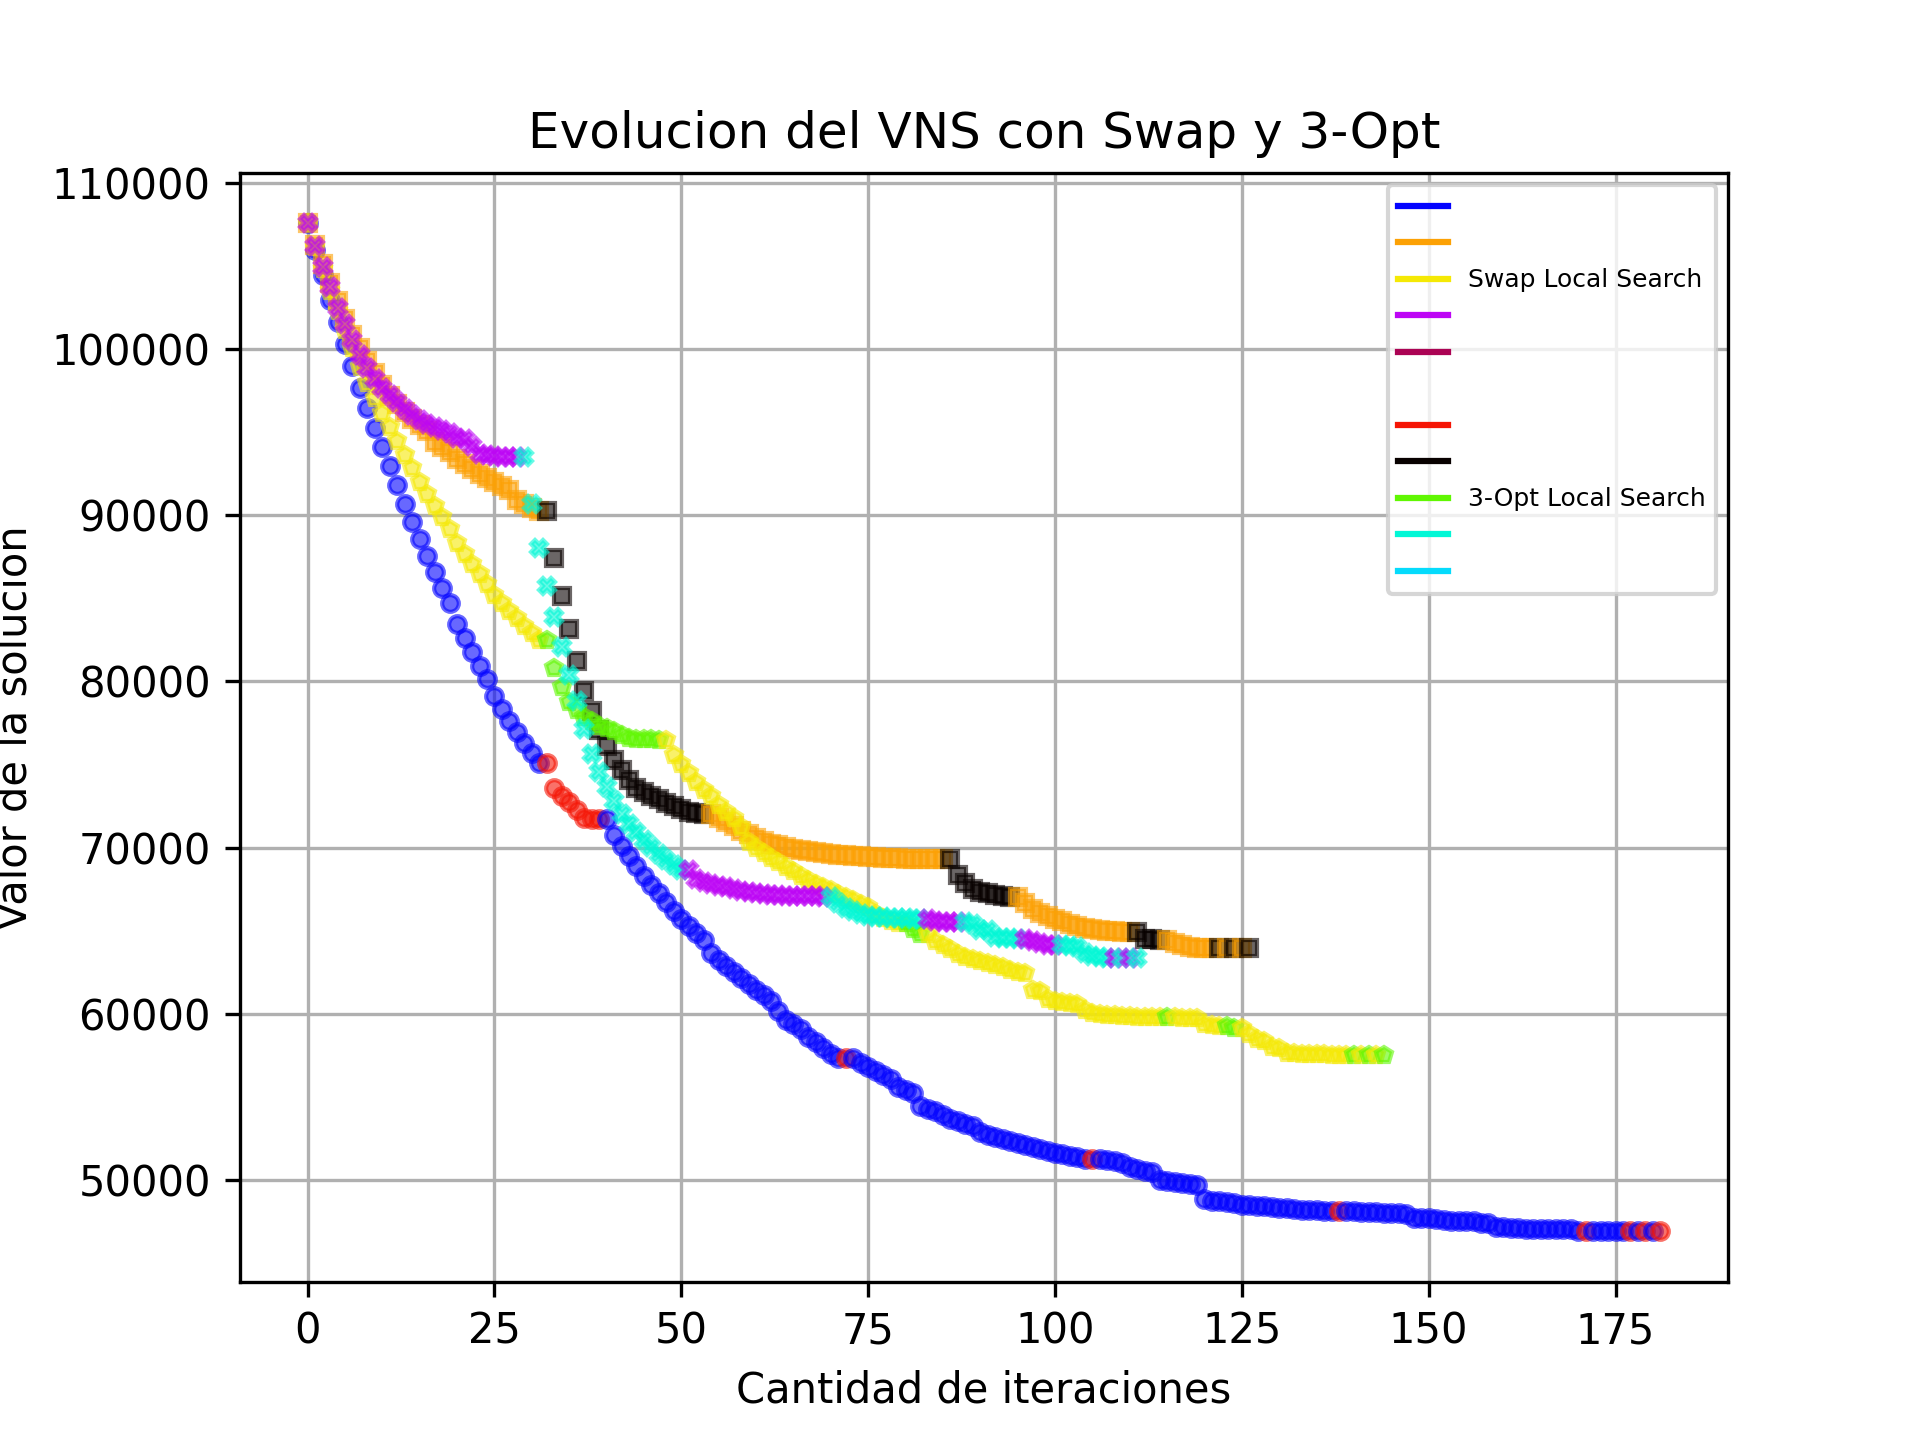 Evolucion del VNS con Swap y 3-Opt
110000
100000
90000
80000
70000
60000
50000
Valor de la solucion
Swap Local Search
3-Opt Local Search
0 25 50 75 100 125 150 175
Cantidad de iteraciones